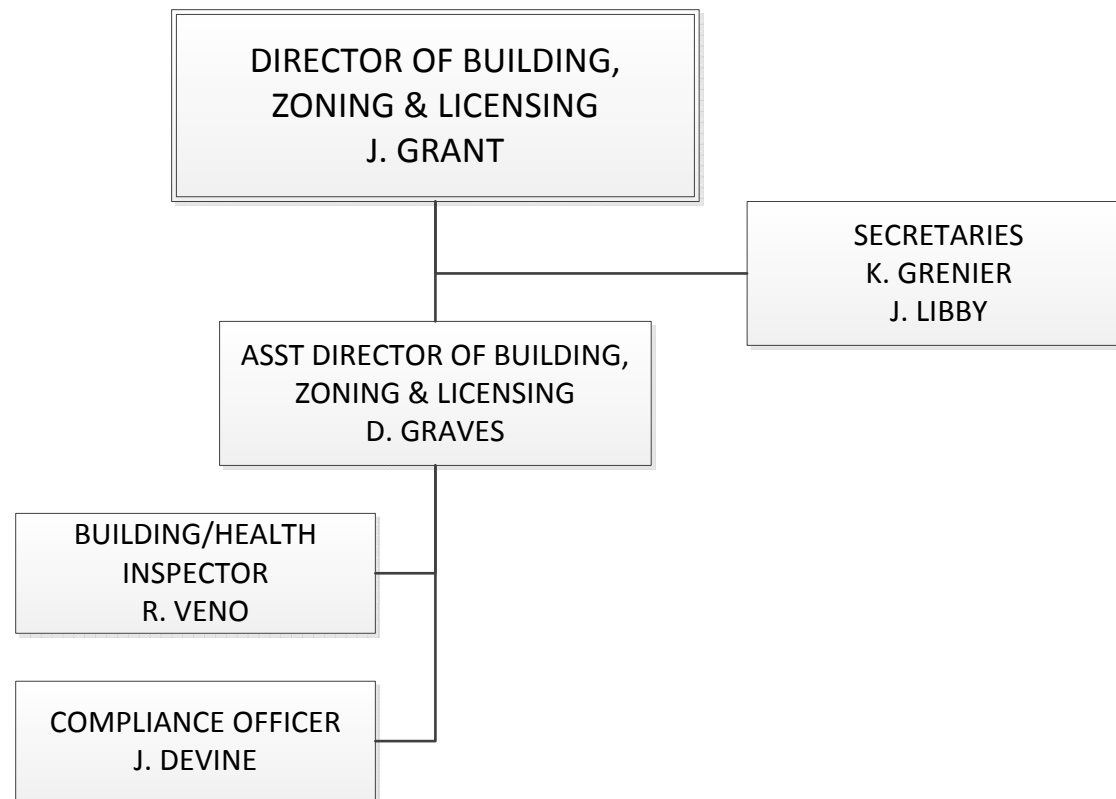 DIRECTOR OF BUILDING,
ZONING & LICENSING
J. GRANT
SECRETARIES
K. GRENIER
J. LIBBY
ASST DIRECTOR OF BUILDING,
ZONING & LICENSING
D. GRAVES
BUILDING/HEALTH
INSPECTOR
R. VENO
COMPLIANCE OFFICER
J. DEVINE